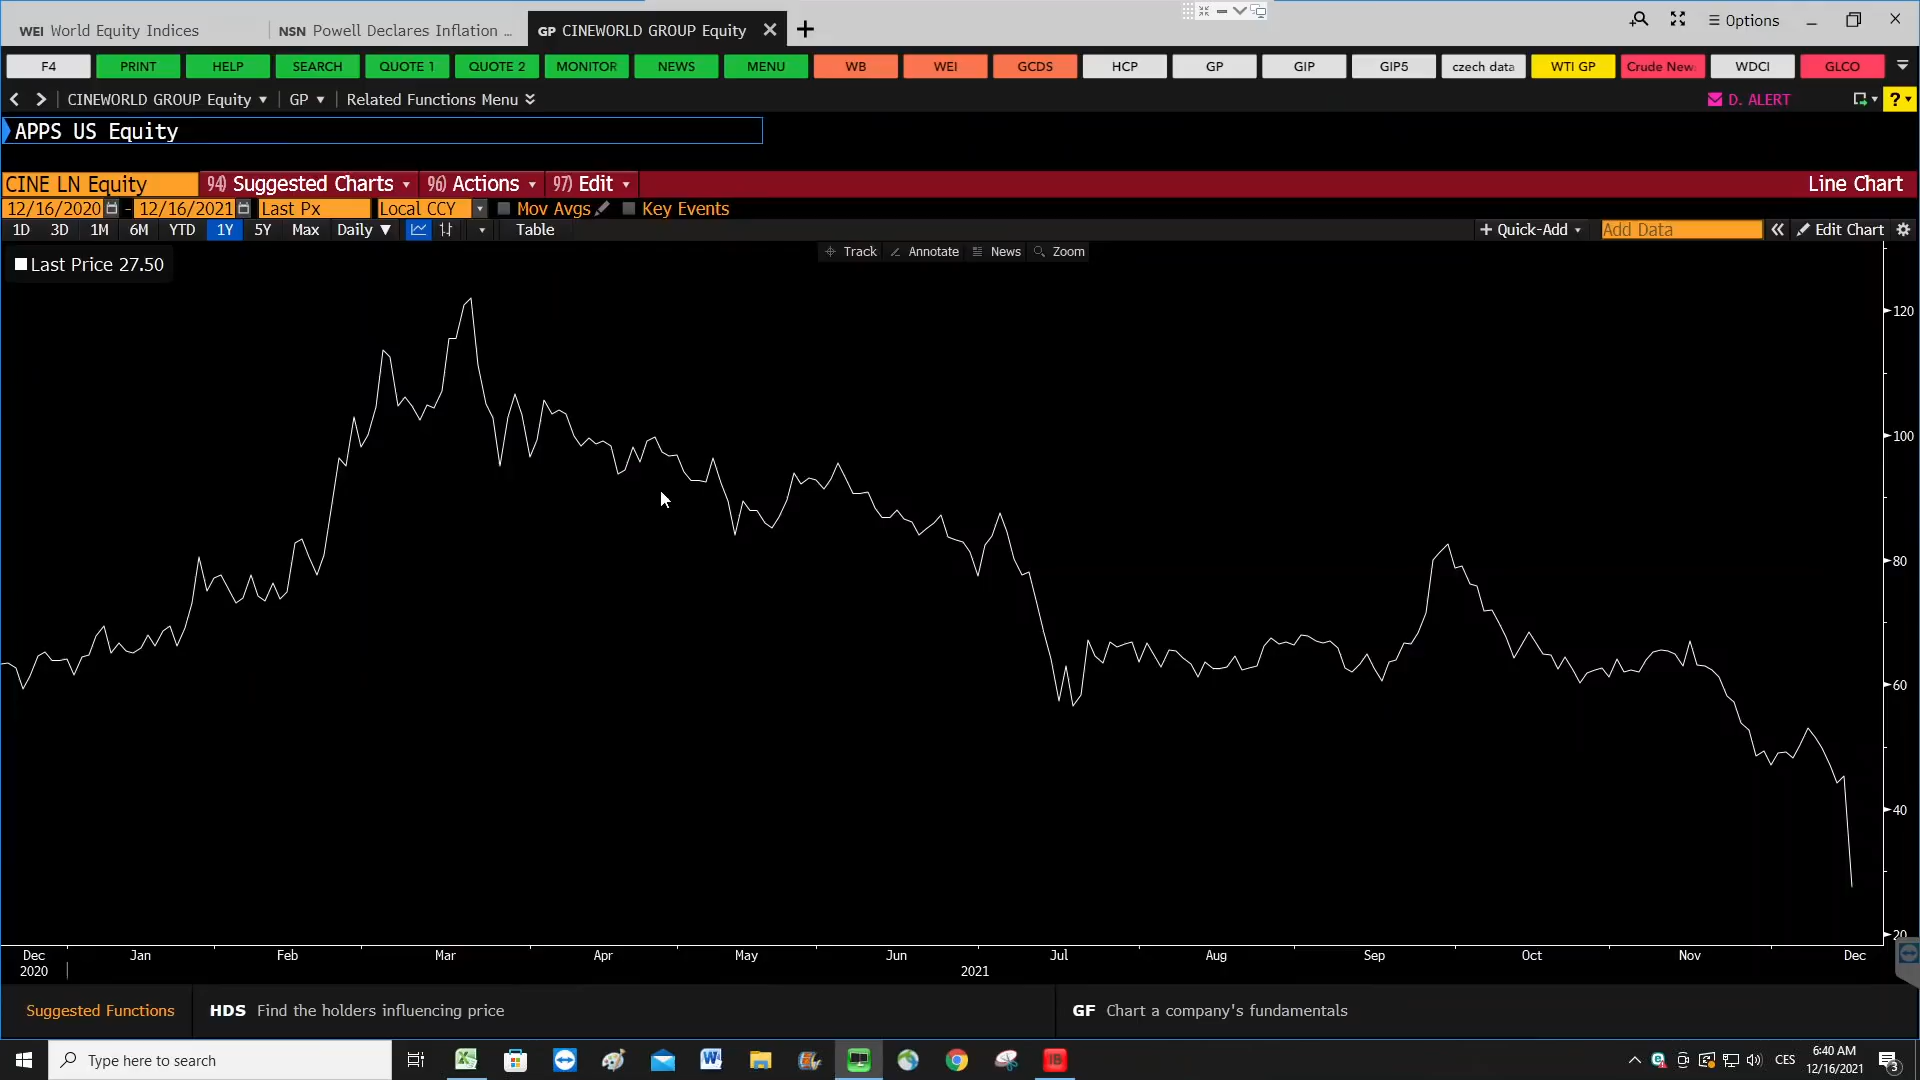 WEI World Equity Indices NSN Powell Declares Inflation ... GP CINEWORLD GROUP Equity Options
F4 PRINT HELP SEARCH QUOTE 1 QUOTE 2 MONITOR NEWS MENU WB WEI GCDS HCP GP GIP GIP5 czech data WTI GP Crude New: WDCI GLCO
CINEWORLD GROUP Equity GP Related Functions Menu D. ALERT ?
APPS US Equity
CINE LN Equity 94) Suggested Charts 96) Actions 97) Edit Line Chart
12/16/2020 - 12/16/2021 Last Px Local CCY Mov Avgs Key Events
1D 3D 1M 6M YTD 1Y 5Y Max Daily Table + Quick-Add Add Data Edit Chart
Track Annotate News Zoom
Last Price 27.50
120
100
80
60
40
20
Dec Jan Feb Mar Apr May Jun Jul Aug Sep Oct Nov Dec
2020 2021
Suggested Functions HDS Find the holders influencing price GF Chart a company's fundamentals
Type here to search CES 6:40 AM
12/16/2021 3